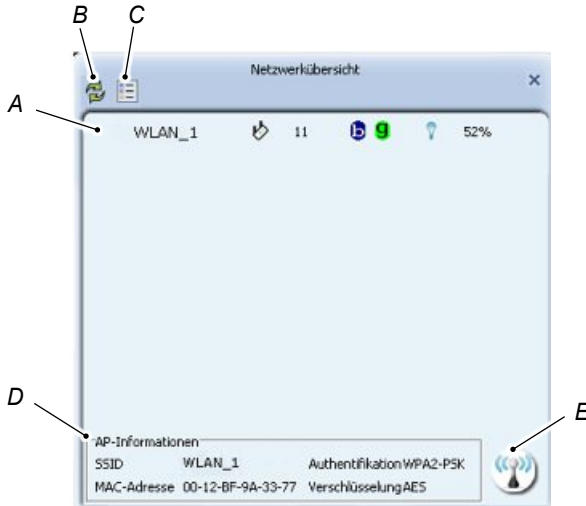 B C
Netzwerkübersicht
A
WLAN_1 11 b g 52%
D
E
AP-Informationen
SSID WLAN_1 Authentifikation WPA2-PSK
MAC-Adresse 00-12-BF-9A-33-77 Verschlüsselung AES